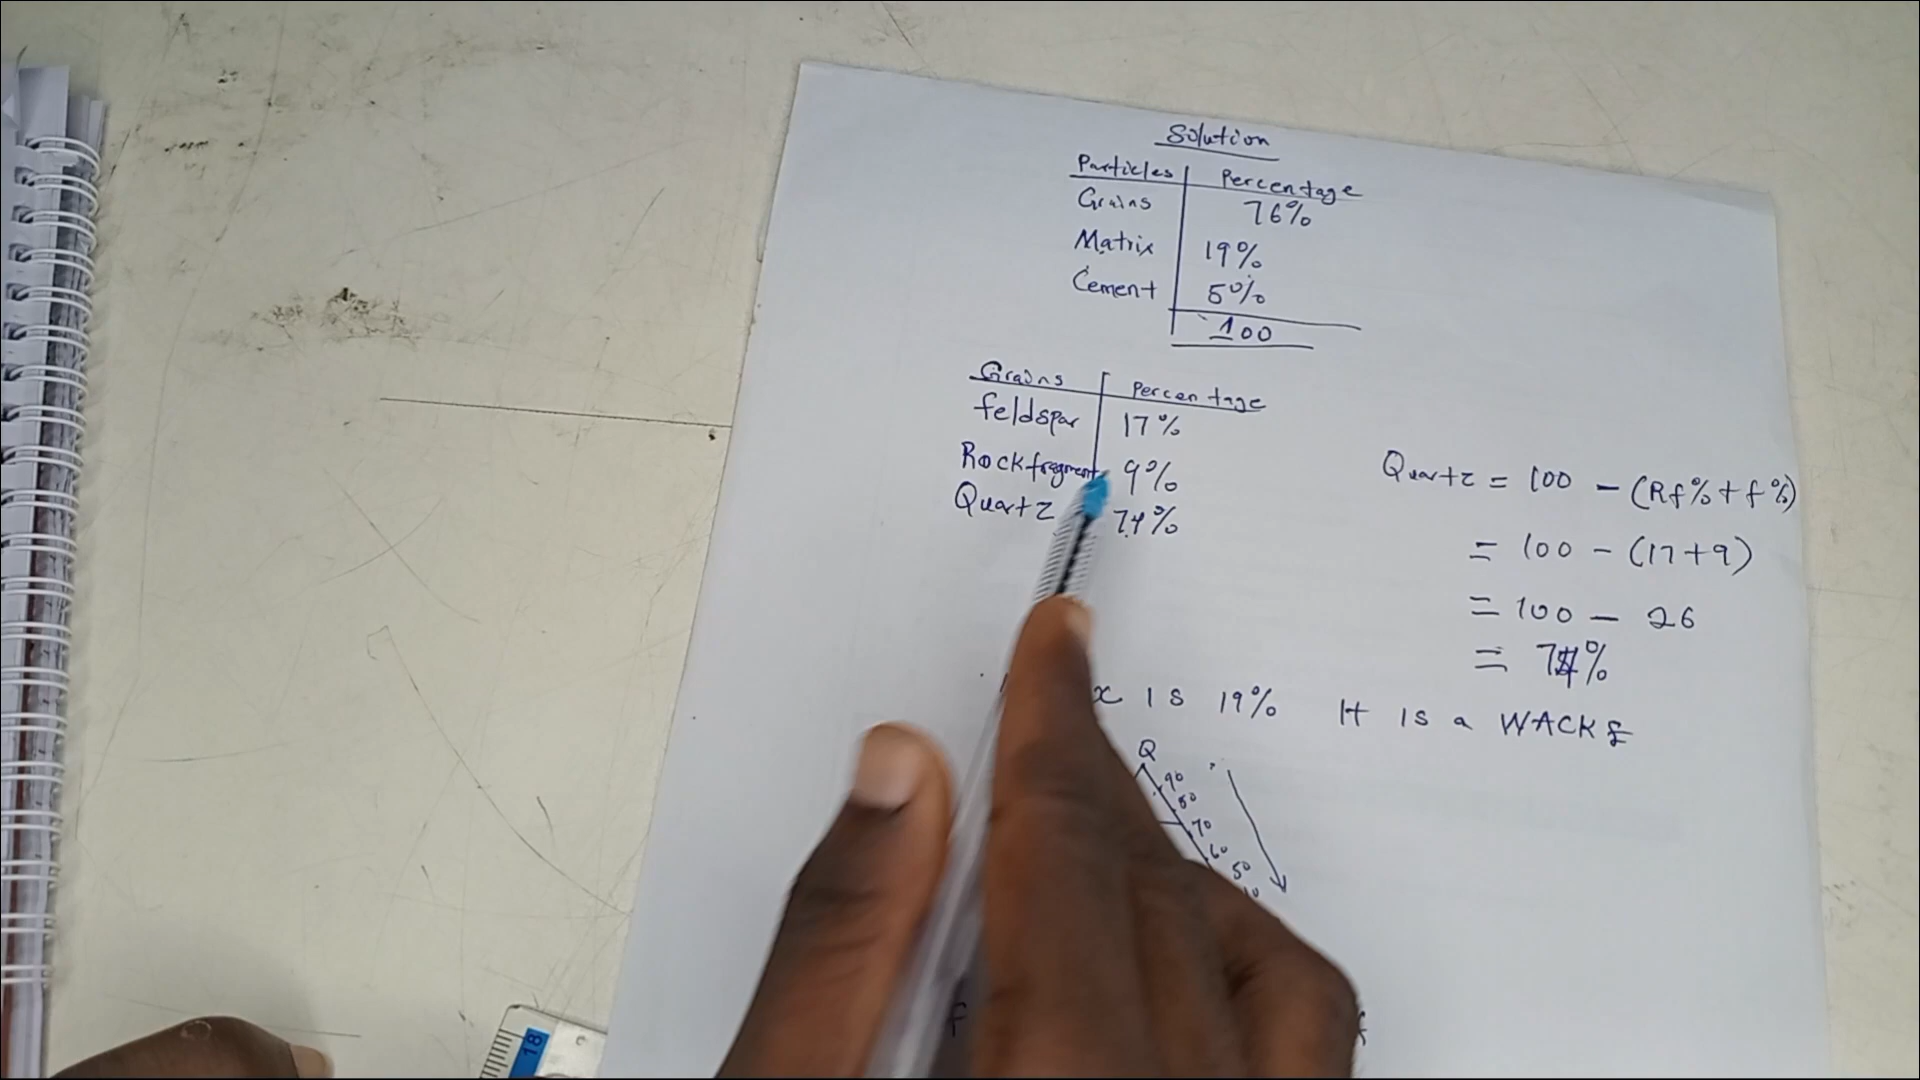 Solution
Particles Percentage
Grains 76%
Matrix 19%
Cement 5%
100
Grains Percentage
feldspar 17%
Rock fragment 9%
Quartz 74%
Quartz = 100 - (Rf% + f%)
= 100 - (17+9)
= 100 - 26
= 74%
x is 19% It is a WACKE
Q
90
80
70
60
50
f
18